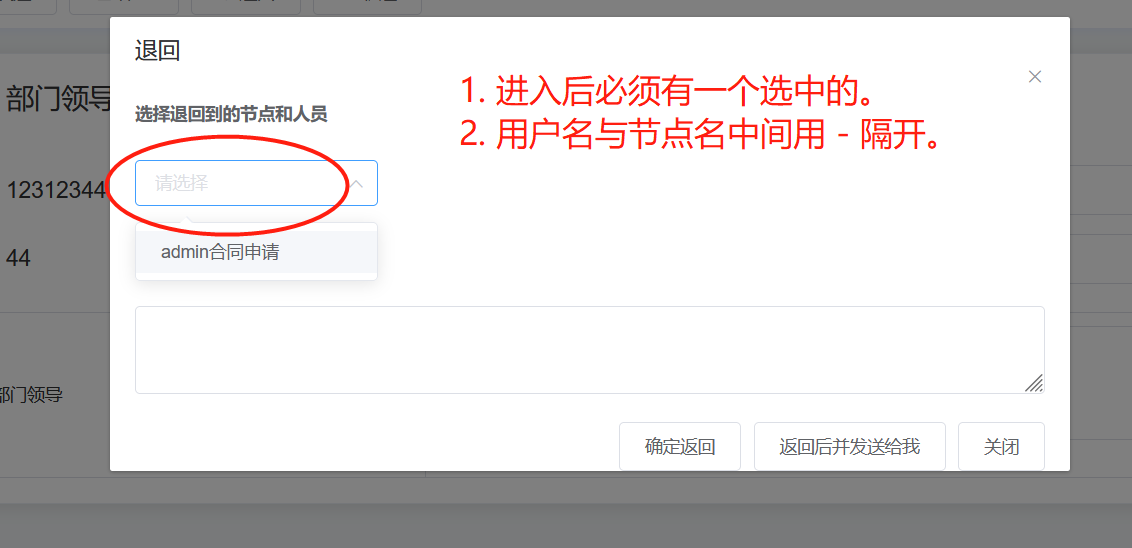 退回
1. 进入后必须有一个选中的。
2. 用户名与节点名中间用 - 隔开。
部门领导
选择退回到的节点和人员
12312344
请选择
admin合同申请
44
部门领导
确定返回
返回后并发送给我
关闭